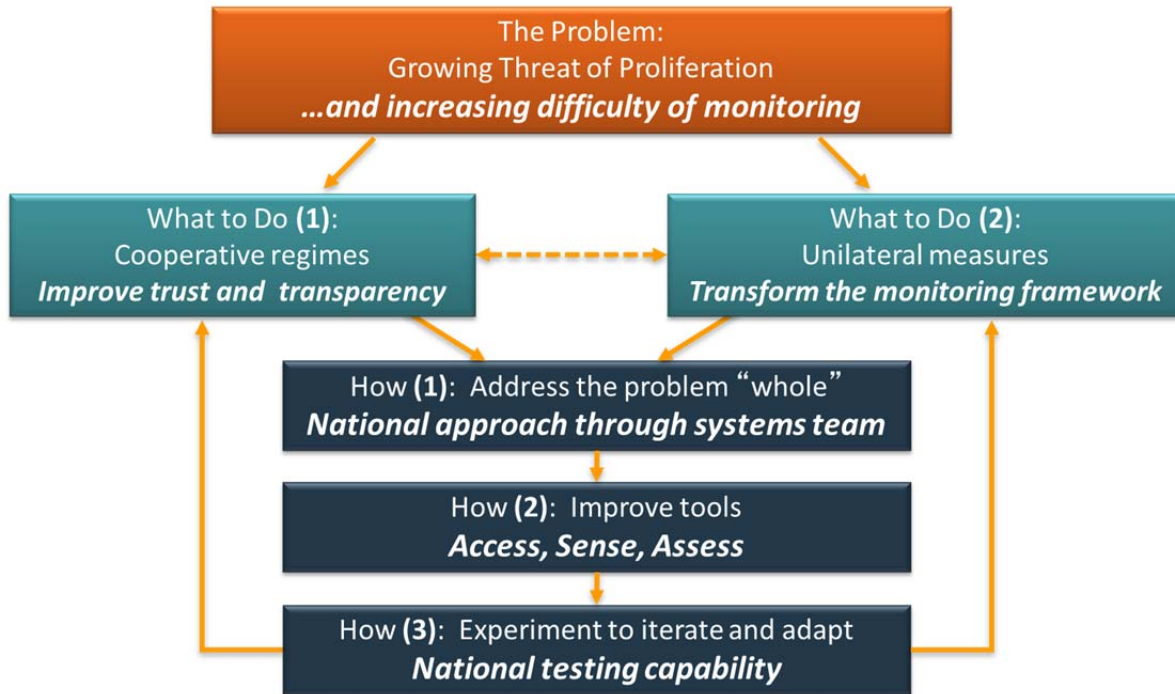 The Problem:
Growing Threat of Proliferation
…and increasing difficulty of monitoring
What to Do (1):
Cooperative regimes
Improve trust and transparency
What to Do (2):
Unilateral measures
Transform the monitoring framework
How (1): Address the problem “whole”
National approach through systems team
How (2): Improve tools
Access, Sense, Assess
How (3): Experiment to iterate and adapt
National testing capability